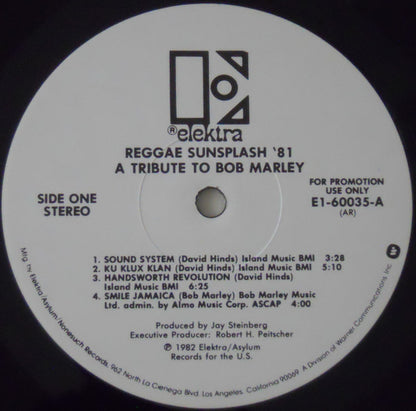 ®elektra
REGGAE SUNSPLASH '81
A TRIBUTE TO BOB MARLEY
SIDE ONE
STEREO
FOR PROMOTION
USE ONLY
E1-60035-A
(AR)
1. SOUND SYSTEM (David Hinds) Island Music BMI 3:28
2. KU KLUX KLAN (David Hinds) Island Music BMI 5:10
3. HANDSWORTH REVOLUTION (David Hinds)
Island Music BMI 6:25
4. SMILE JAMAICA (Bob Marley) Bob Marley Music
Ltd. admin. by Almo Music Corp. ASCAP 4:00
Produced by Jay Steinberg
Executive Producer: Robert H. Peitscher
℗ 1982 Elektra/Asylum
Records for the U.S.
Mfg. by Elektra/Asylum/Nonesuch Records, 962 North La Cienega Blvd. Los Angeles, California 90069 A Division of Warner Communications Inc.